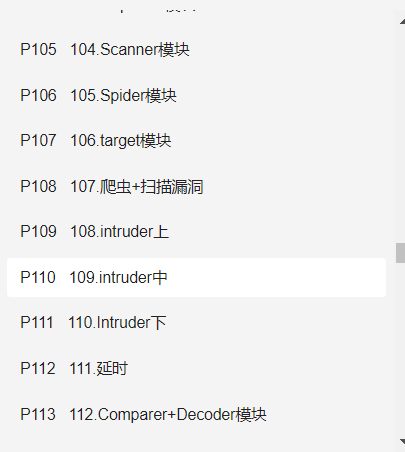 P105 104.Scanner模块
P106 105.Spider模块
P107 106.target模块
P108 107.爬虫+扫描漏洞
P109 108.intruder上
P110 109.intruder中
P111 110.Intruder下
P112 111.延时
P113 112.Comparer+Decoder模块